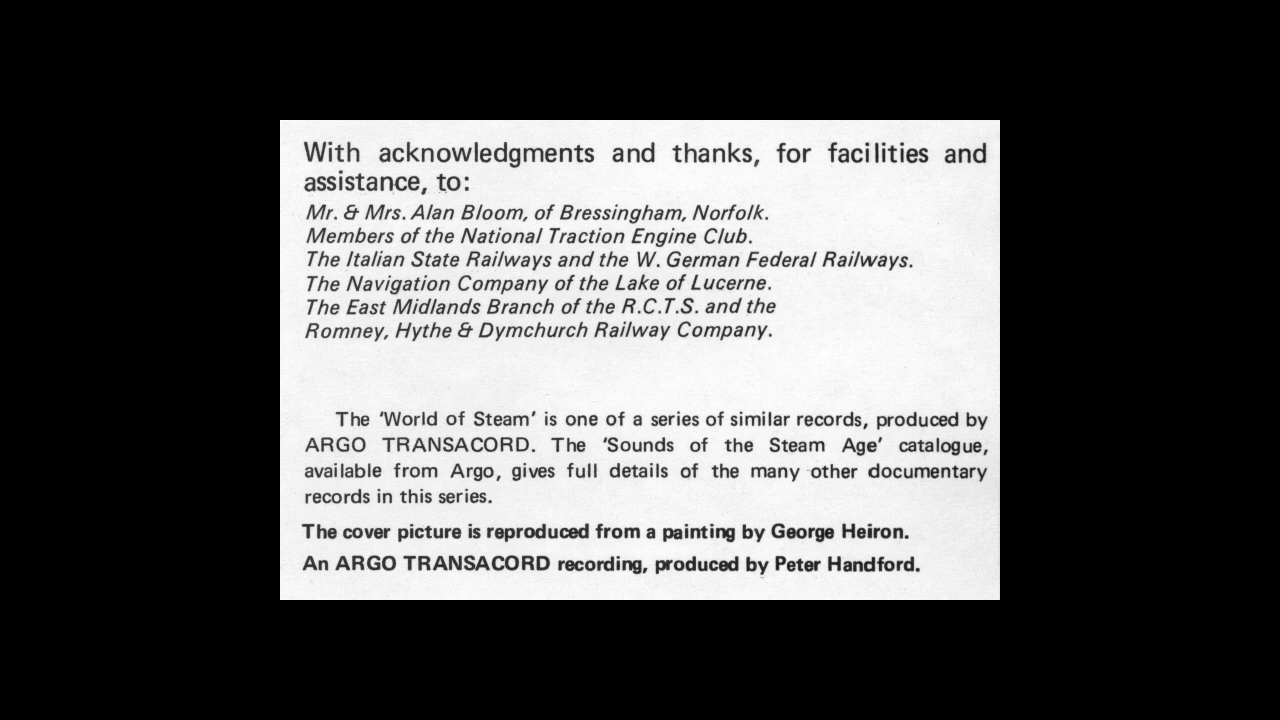 With acknowledgments and thanks, for facilities and
assistance, to:
Mr. & Mrs. Alan Bloom, of Bressingham, Norfolk.
Members of the National Traction Engine Club.
The Italian State Railways and the W. German Federal Railways.
The Navigation Company of the Lake of Lucerne.
The East Midlands Branch of the R.C.T.S. and the
Romney, Hythe & Dymchurch Railway Company.
The ‘World of Steam’ is one of a series of similar records, produced by
ARGO TRANSACORD. The ‘Sounds of the Steam Age’ catalogue,
available from Argo, gives full details of the many other documentary
records in this series.
The cover picture is reproduced from a painting by George Heiron.
An ARGO TRANSACORD recording, produced by Peter Handford.